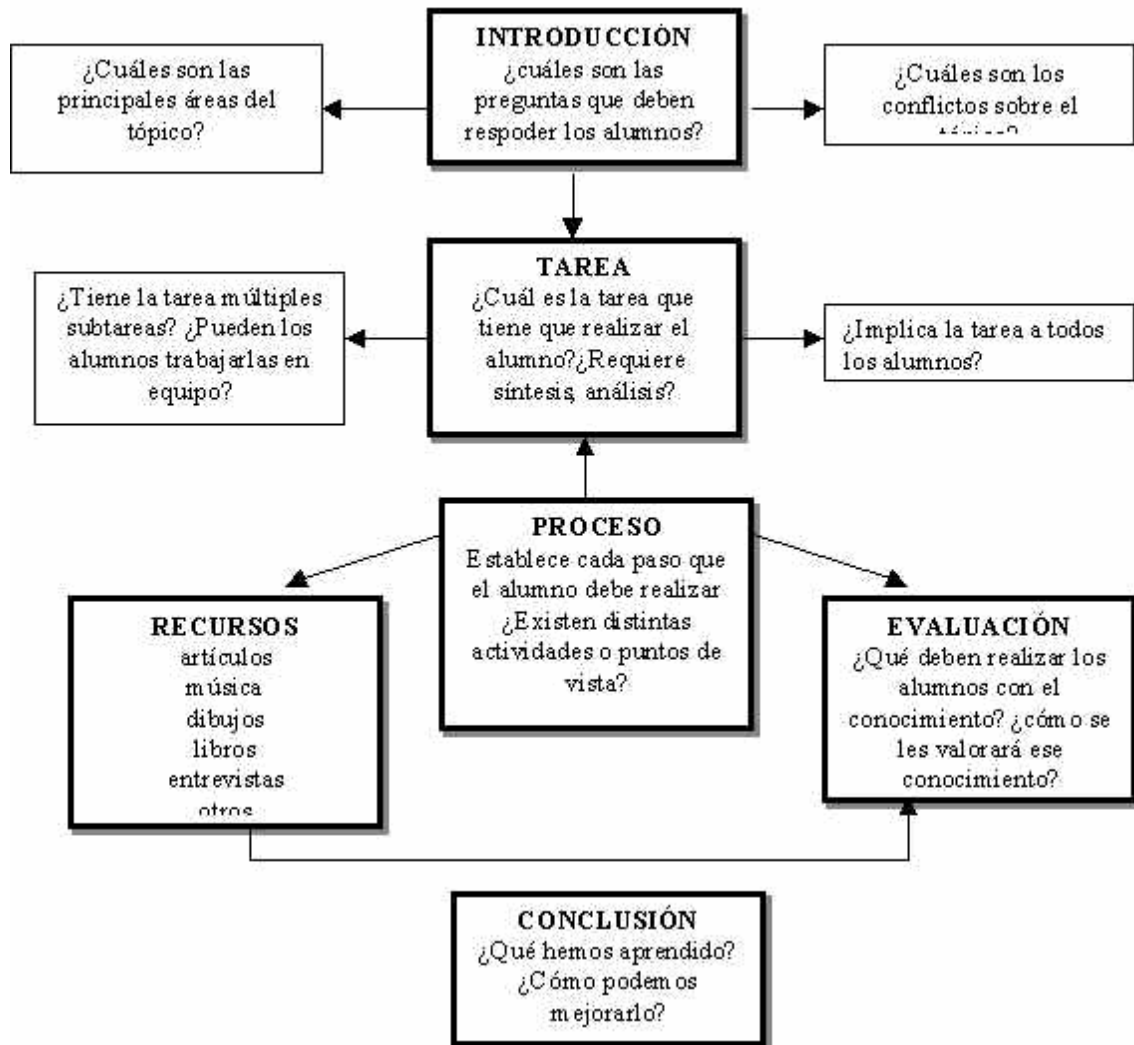 INTRODUCCIÓN
¿cuáles son las
preguntas que deben
respoder los alumnos?
¿Cuáles son las
principales áreas del
tópico?
¿Cuáles son los
conflictos sobre el
TAREA
¿Cuál es la tarea que
tiene que realizar el
alumno?¿Requiere
síntesis, análisis?
¿Tiene la tarea múltiples
subtareas? ¿Pueden los
alumnos trabajarlas en
equipo?
¿Implica la tarea a todos
los alumnos?
PROCESO
Establece cada paso que
el alumno debe realizar
¿Existen distintas
actividades o puntos de
vista?
RECURSOS
artículos
música
dibujos
libros
entrevistas
otros
EVALUACIÓN
¿Qué deben realizar los
alumnos con el
conocimiento? ¿cómo se
les valorará ese
conocimiento?
CONCLUSIÓN
¿Qué hemos aprendido?
¿Cómo podemos
mejorarlo?